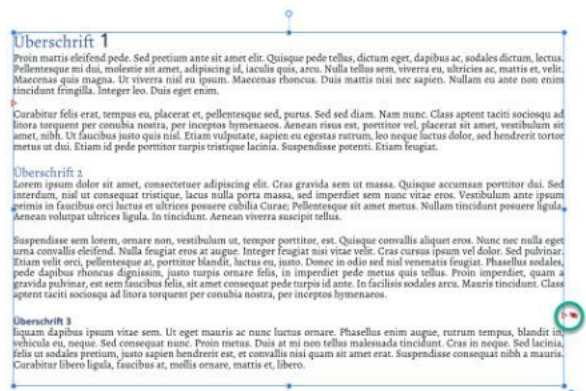 Überschrift 1
Proin mattis eleifend pede. Sed pretium ante sit amet elit. Quisque pede tellus, dictum eget, dapibus ac, sodales dictum, lectus.
Pellentesque mi dui, molestie sit amet, adipiscing id, iaculis quis, arcu. Nulla tellus sem, viverra eu, ultricies ac, mattis et, velit.
Maecenas quis magna. Ut viverra nisl eu ipsum. Maecenas rhoncus. Duis mattis nisi nec sapien. Nullam eu ante non enim
tincidunt fringilla. Integer leo. Duis eget enim.
Curabitur felis erat, tempus eu, placerat et, pellentesque sed, purus. Sed sed diam. Nam nunc. Class aptent taciti sociosqu ad
litora torquent per conubia nostra, per inceptos hymenaeos. Aenean risus est, porttitor vel, placerat sit amet, vestibulum sit
amet, nibh. Ut faucibus justo quis nisl. Etiam vulputate, sapien eu egestas rutrum, leo neque luctus dolor, sed hendrerit tortor
metus ut dui. Etiam id pede porttitor turpis tristique lacinia. Suspendisse potenti. Etiam feugiat.
Überschrift 2
Lorem ipsum dolor sit amet, consectetuer adipiscing elit. Cras gravida sem ut massa. Quisque accumsan porttitor dui. Sed
interdum, nisl ut consequat tristique, lacus nulla porta massa, sed imperdiet sem nunc vitae eros. Vestibulum ante ipsum
primis in faucibus orci luctus et ultrices posuere cubilia Curae; Pellentesque sit amet metus. Nullam tincidunt posuere ligula.
Aenean volutpat ultrices ligula. In tincidunt. Aenean viverra suscipit tellus.
Suspendisse sem lorem, ornare non, vestibulum ut, tempor porttitor, est. Quisque convallis aliquet eros. Nunc nec nulla eget
urna convallis eleifend. Nulla feugiat eros at augue. Integer feugiat nisi vitae velit. Cras cursus ipsum vel dolor. Sed pulvinar.
Etiam velit orci, pellentesque at, porttitor blandit, luctus eu, justo. Donec in odio sed nisl venenatis feugiat. Phasellus sodales,
pede dapibus rhoncus dignissim, justo turpis ornare felis, in imperdiet pede metus quis tellus. Proin imperdiet, quam a
gravida pulvinar, est sem faucibus felis, sit amet consequat pede turpis id ante. In facilisis sodales arcu. Mauris tincidunt. Class
aptent taciti sociosqu ad litora torquent per conubia nostra, per inceptos hymenaeos.
Überschrift 3
liquam dapibus ipsum vitae sem. Ut eget mauris ac nunc luctus ornare. Phasellus enim augue, rutrum tempus, blandit in,
vehicula eu, neque. Sed consequat nunc. Proin metus. Duis at mi non tellus malesuada tincidunt. Cras in neque. Sed lacinia,
felis ut sodales pretium, justo sapien hendrerit est, et convallis nisi quam sit amet erat. Suspendisse consequat nibh a mauris.
Curabitur libero ligula, faucibus at, mollis ornare, mattis et, libero.